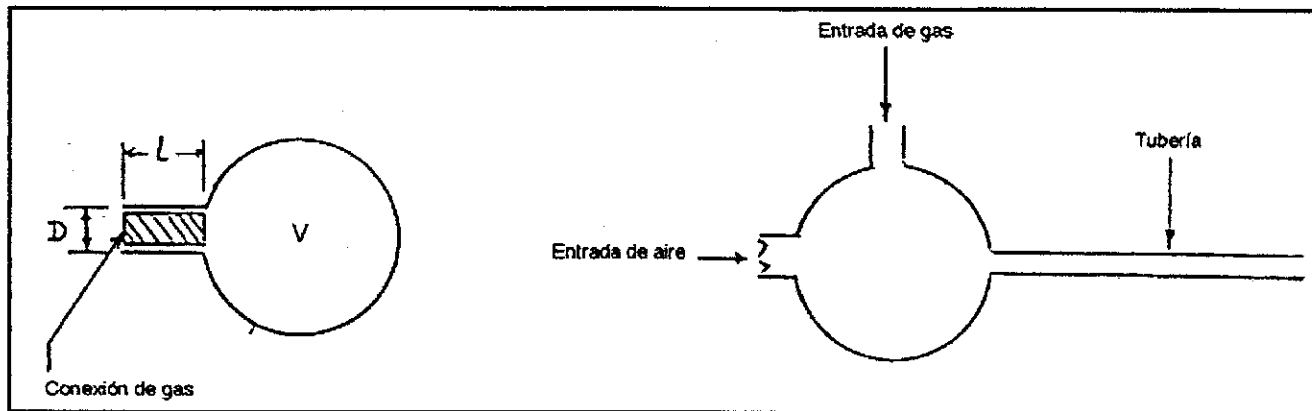 Entrada de gas
Tubería
L
D
V
Entrada de aire
Conexión de gas